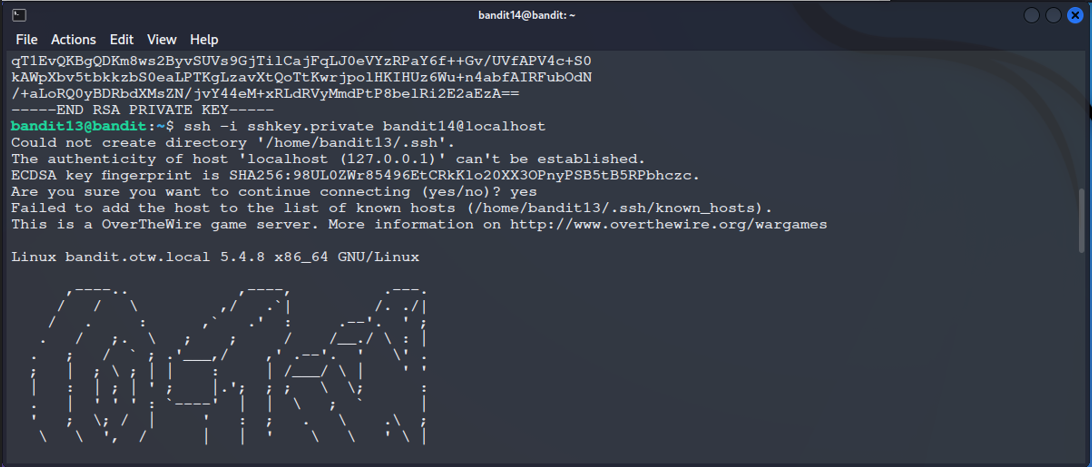 bandit14@bandit: ~
File Actions Edit View Help
qT1EvQKBgQDKm8ws2ByvSUVs9GjTilCajFqLJ0eVYzRPaY6f++Gv/UVfAPV4c+S0
kAWpXbv5tbkkzbS0eaLPTKgLzavXtQoTtKwrjpolHKIHUz6Wu+n4abfAIRFubOdN
/+aLoRQ0yBDRbdXMsZN/jvY44eM+xRLdRVyMmdPtP8belRi2E2aEzA==
-----END RSA PRIVATE KEY-----
bandit13@bandit:~$ ssh -i sshkey.private bandit14@localhost
Could not create directory '/home/bandit13/.ssh'.
The authenticity of host 'localhost (127.0.0.1)' can't be established.
ECDSA key fingerprint is SHA256:98UL0ZWr85496EtCRkKlo20XX3OPnyPSB5tB5RPbhczc.
Are you sure you want to continue connecting (yes/no)? yes
Failed to add the host to the list of known hosts (/home/bandit13/.ssh/known_hosts).
This is a OverTheWire game server. More information on http://www.overthewire.org/wargames
Linux bandit.otw.local 5.4.8 x86_64 GNU/Linux